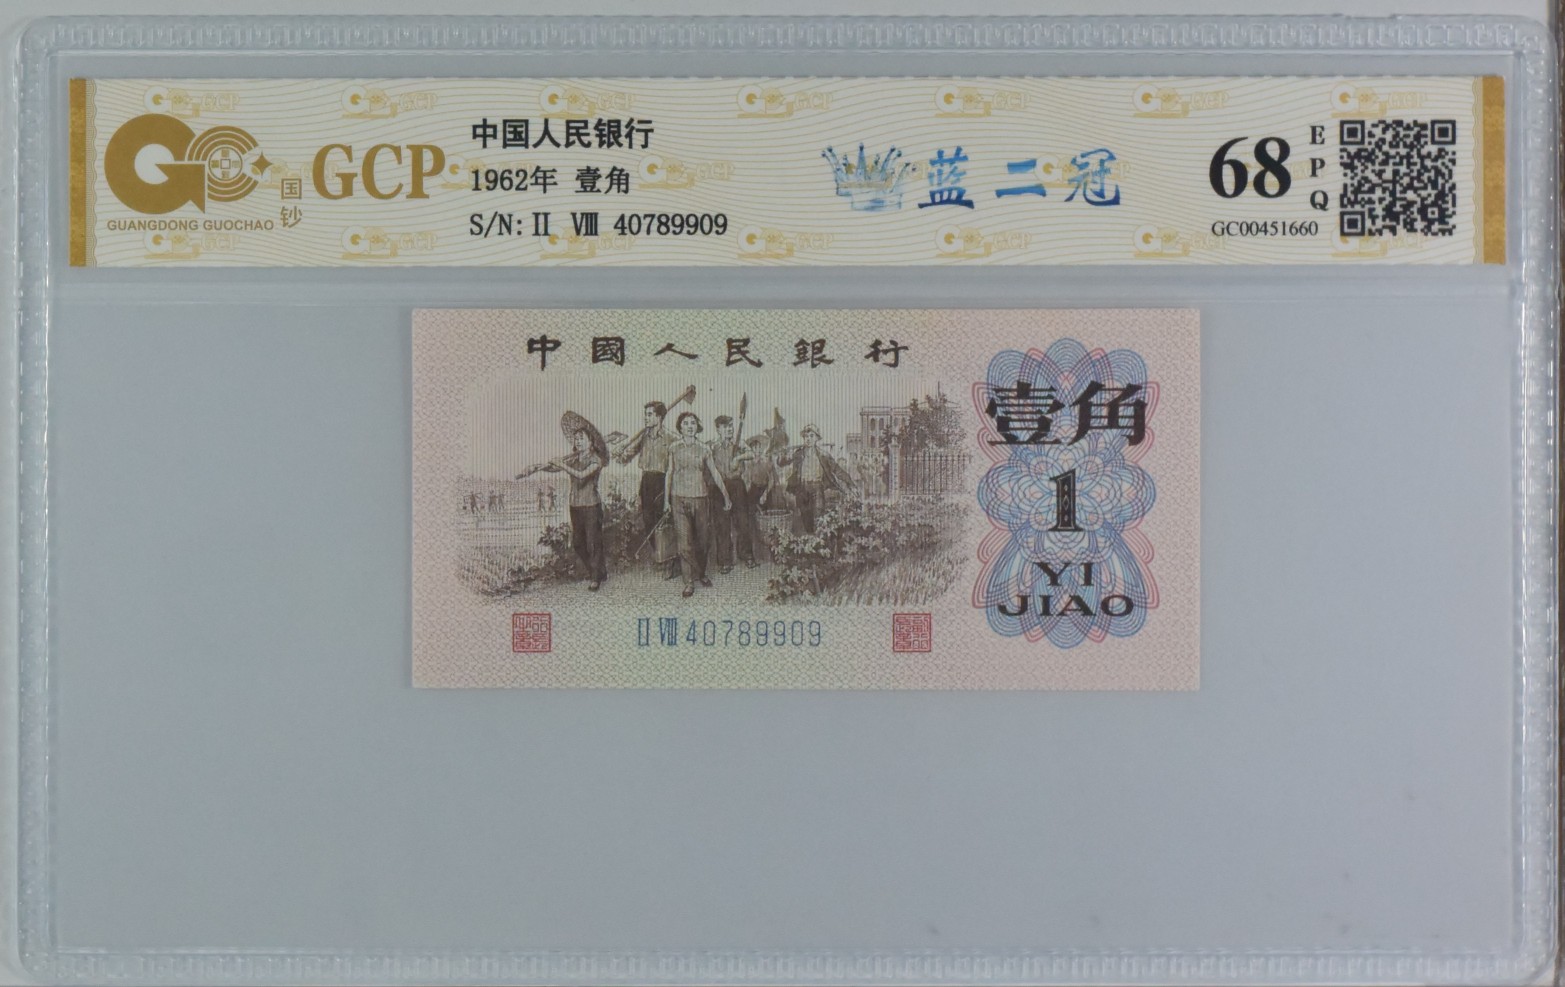 GCP
国钞
GUANGDONG GUOCHAO
中国人民银行
1962年 壹角
S/N: II VIII 40789909
蓝二冠
68
EPQ
GC00451660
中國人民銀行
壹角
1
YI
JIAO
II VIII 40789909